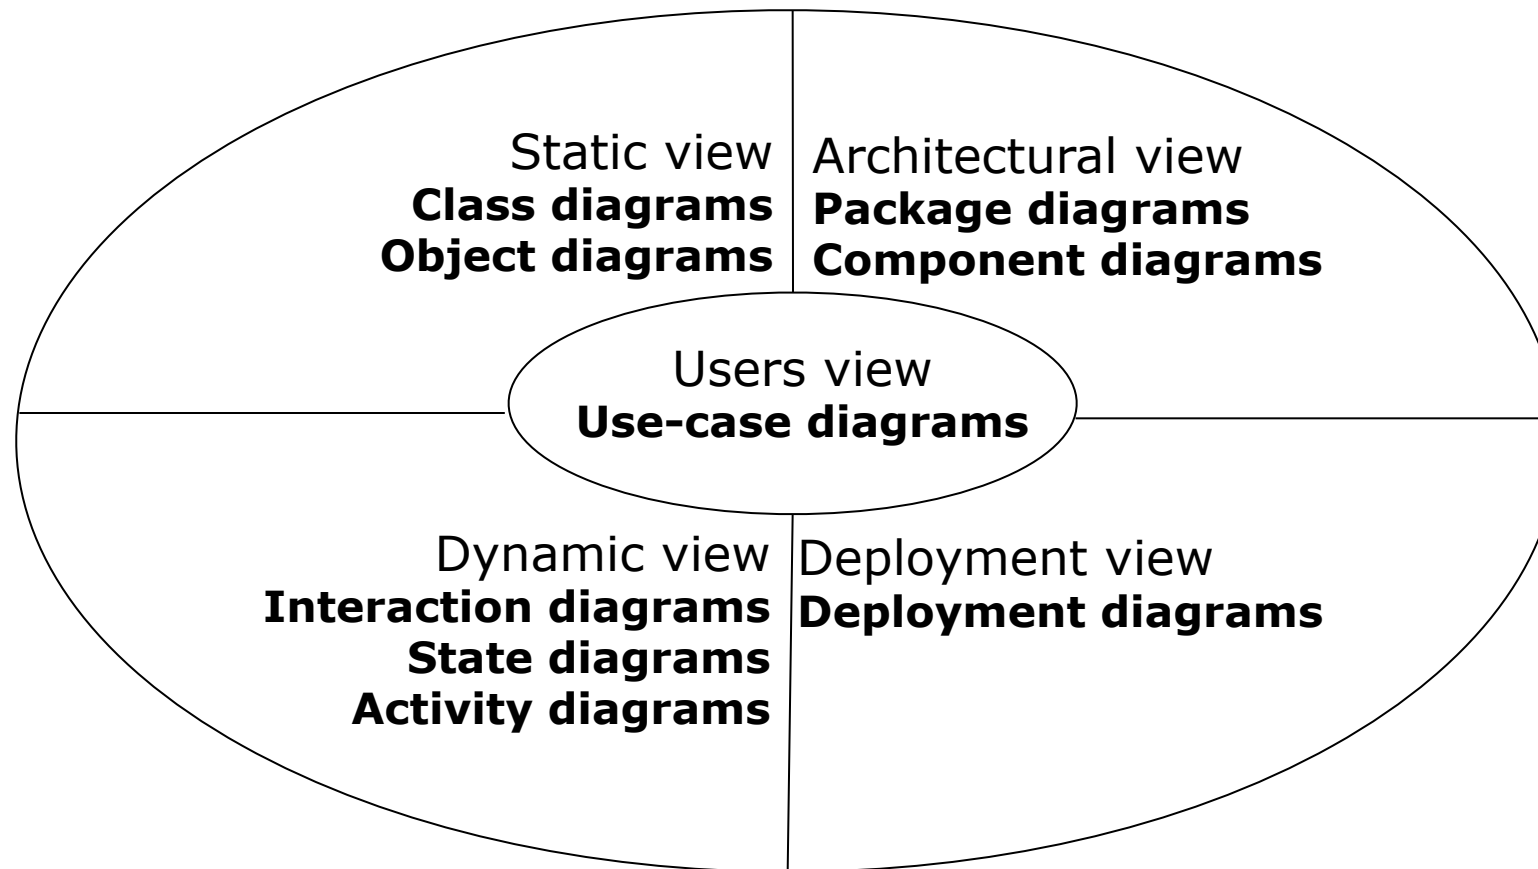 Static view
Class diagrams
Object diagrams
Architectural view
Package diagrams
Component diagrams
Users view
Use-case diagrams
Dynamic view
Interaction diagrams
State diagrams
Activity diagrams
Deployment view
Deployment diagrams